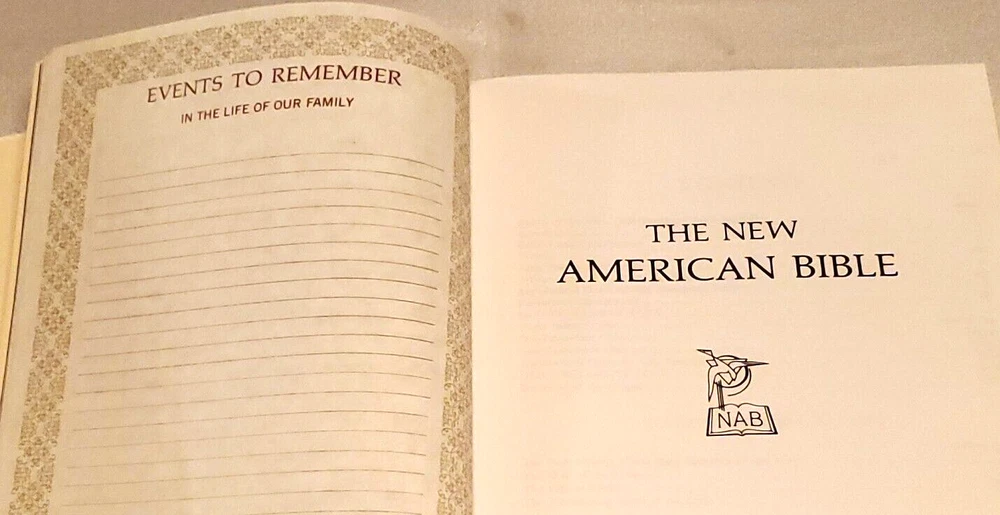 EVENTS TO REMEMBER
IN THE LIFE OF OUR FAMILY
THE NEW
AMERICAN BIBLE
NAB